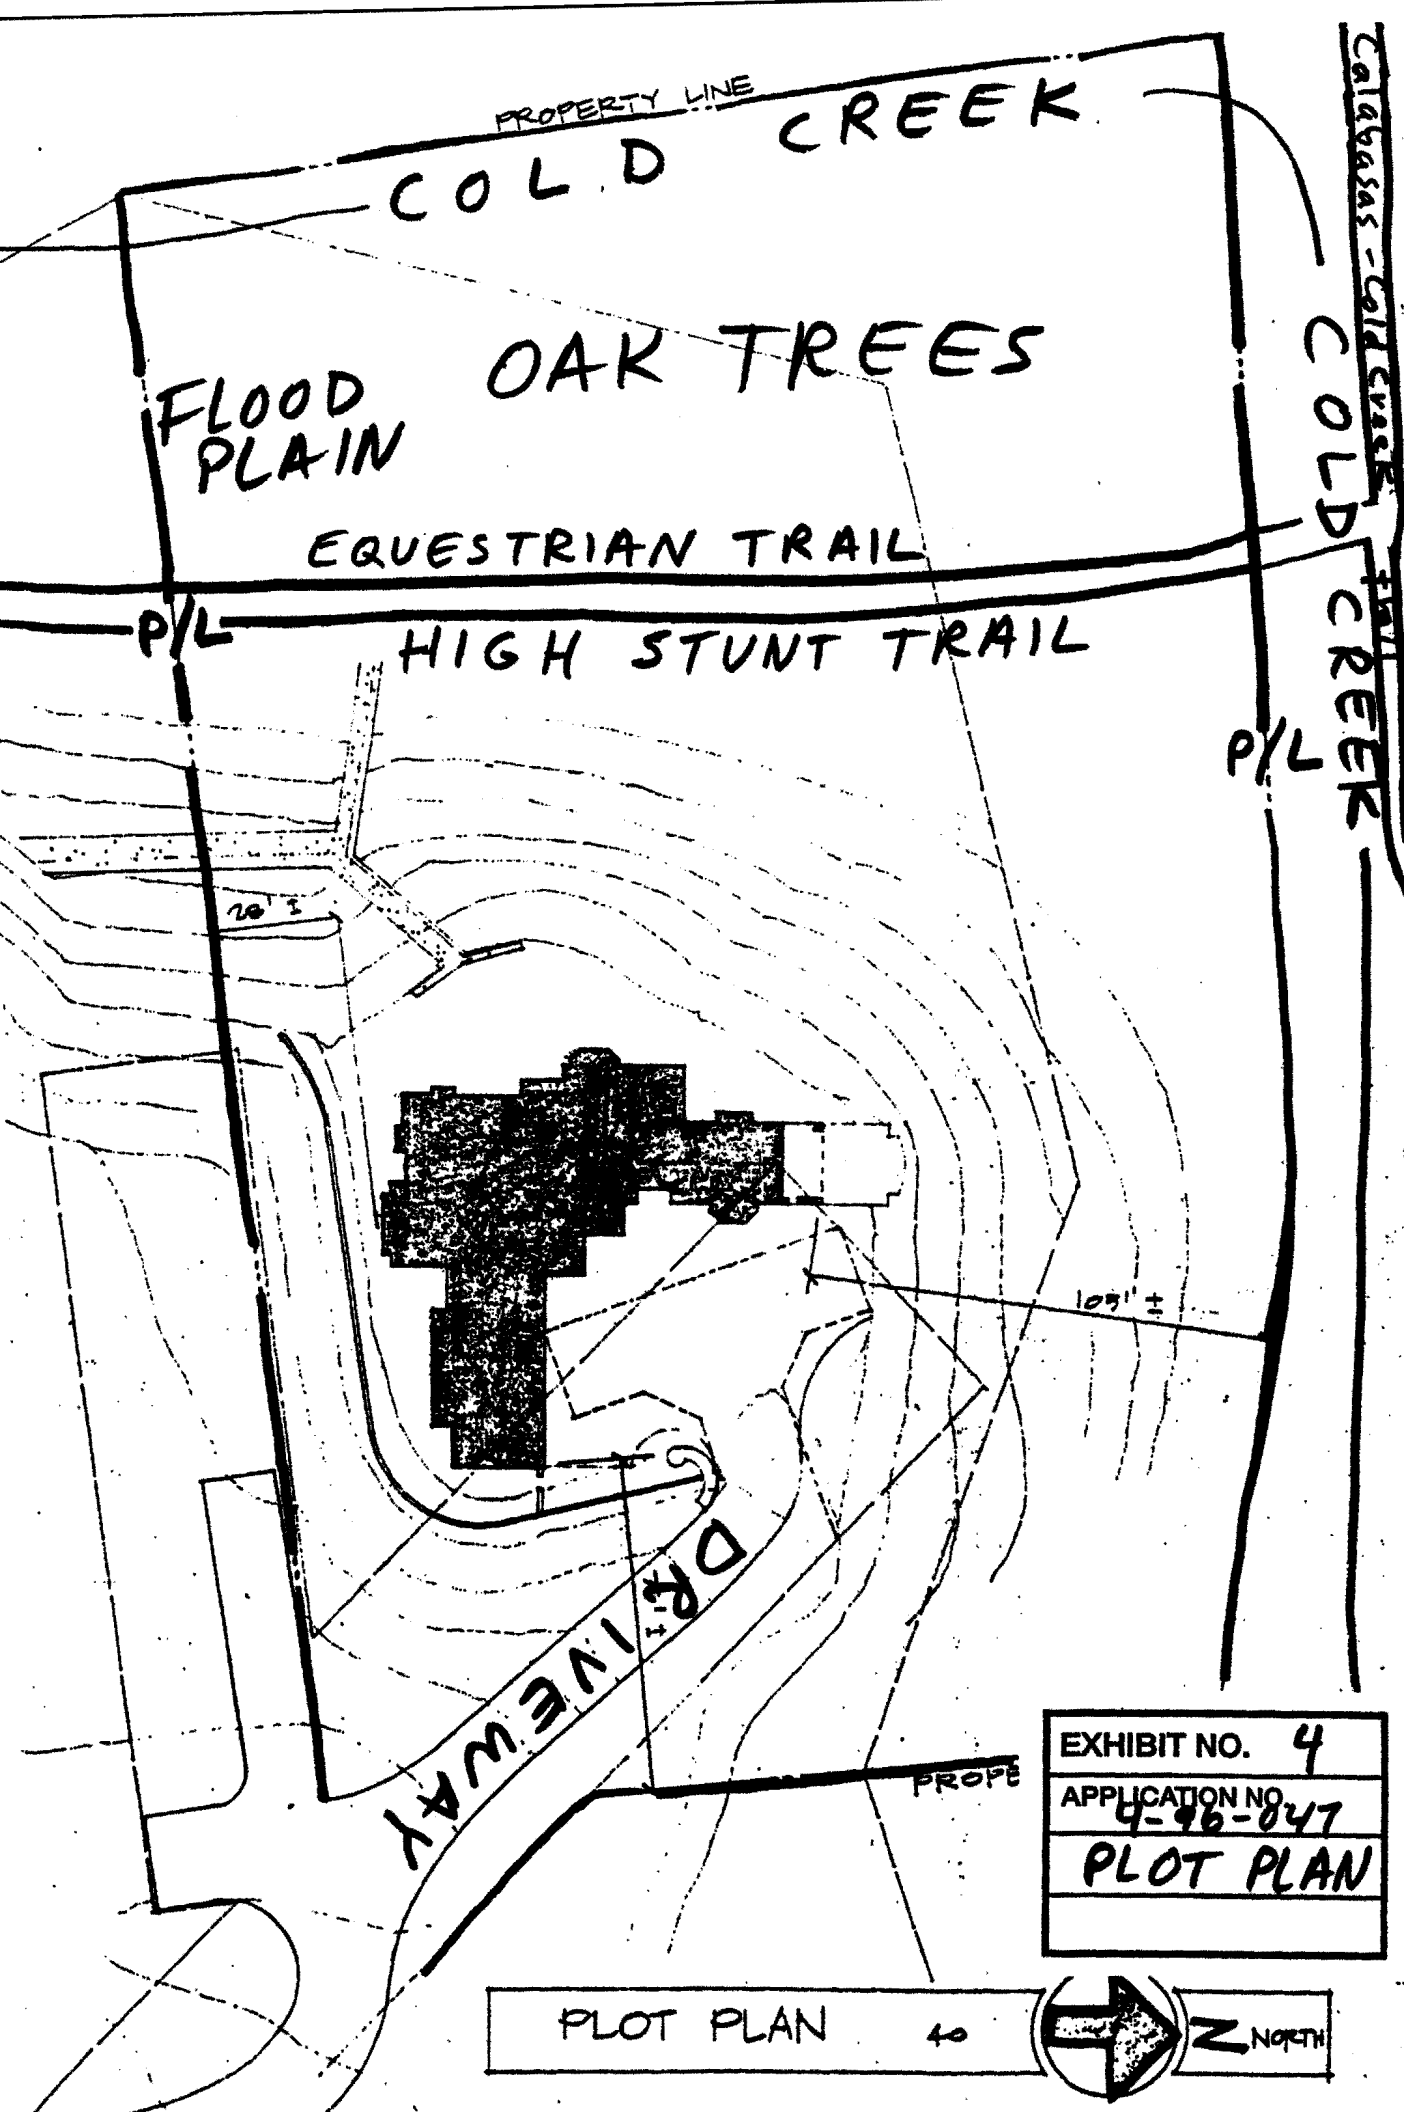 PROPERTY LINE
COLD CREEK
Calabasas - Cold Creek Trail
OAK TREES
FLOOD
PLAIN
COLD CREEK
EQUESTRIAN TRAIL
P/L
HIGH STUNT TRAIL
P/L
105' ±
DRIVEWAY
PROPE
EXHIBIT NO. 4
APPLICATION NO.
4-96-047
PLOT PLAN
PLOT PLAN 40
N NORTH